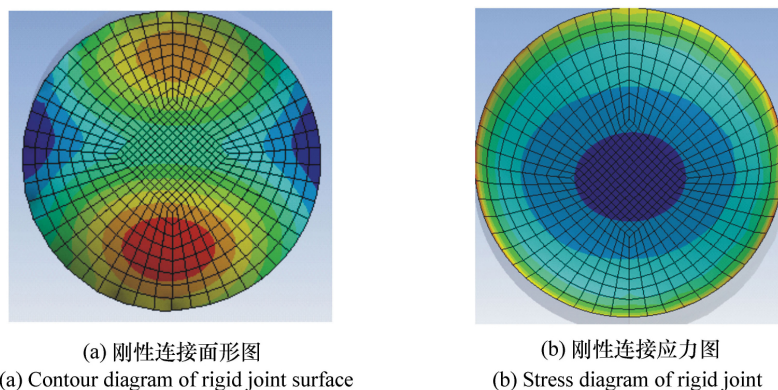 (a) 刚性连接面形图
(a) Contour diagram of rigid joint surface
(b) 刚性连接应力图
(b) Stress diagram of rigid joint